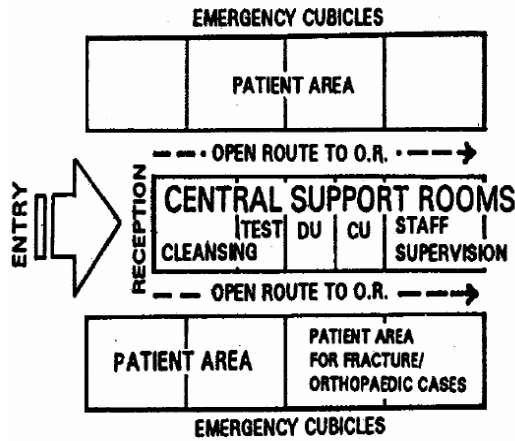 EMERGENCY CUBICLES
PATIENT AREA
OPEN ROUTE TO O.R.
ENTRY
RECEPTION
CENTRAL SUPPORT ROOMS
TEST DU CU STAFF
CLEANSING SUPERVISION
OPEN ROUTE TO O.R.
PATIENT AREA
PATIENT AREA
FOR FRACTURE/
ORTHOPAEDIC CASES
EMERGENCY CUBICLES